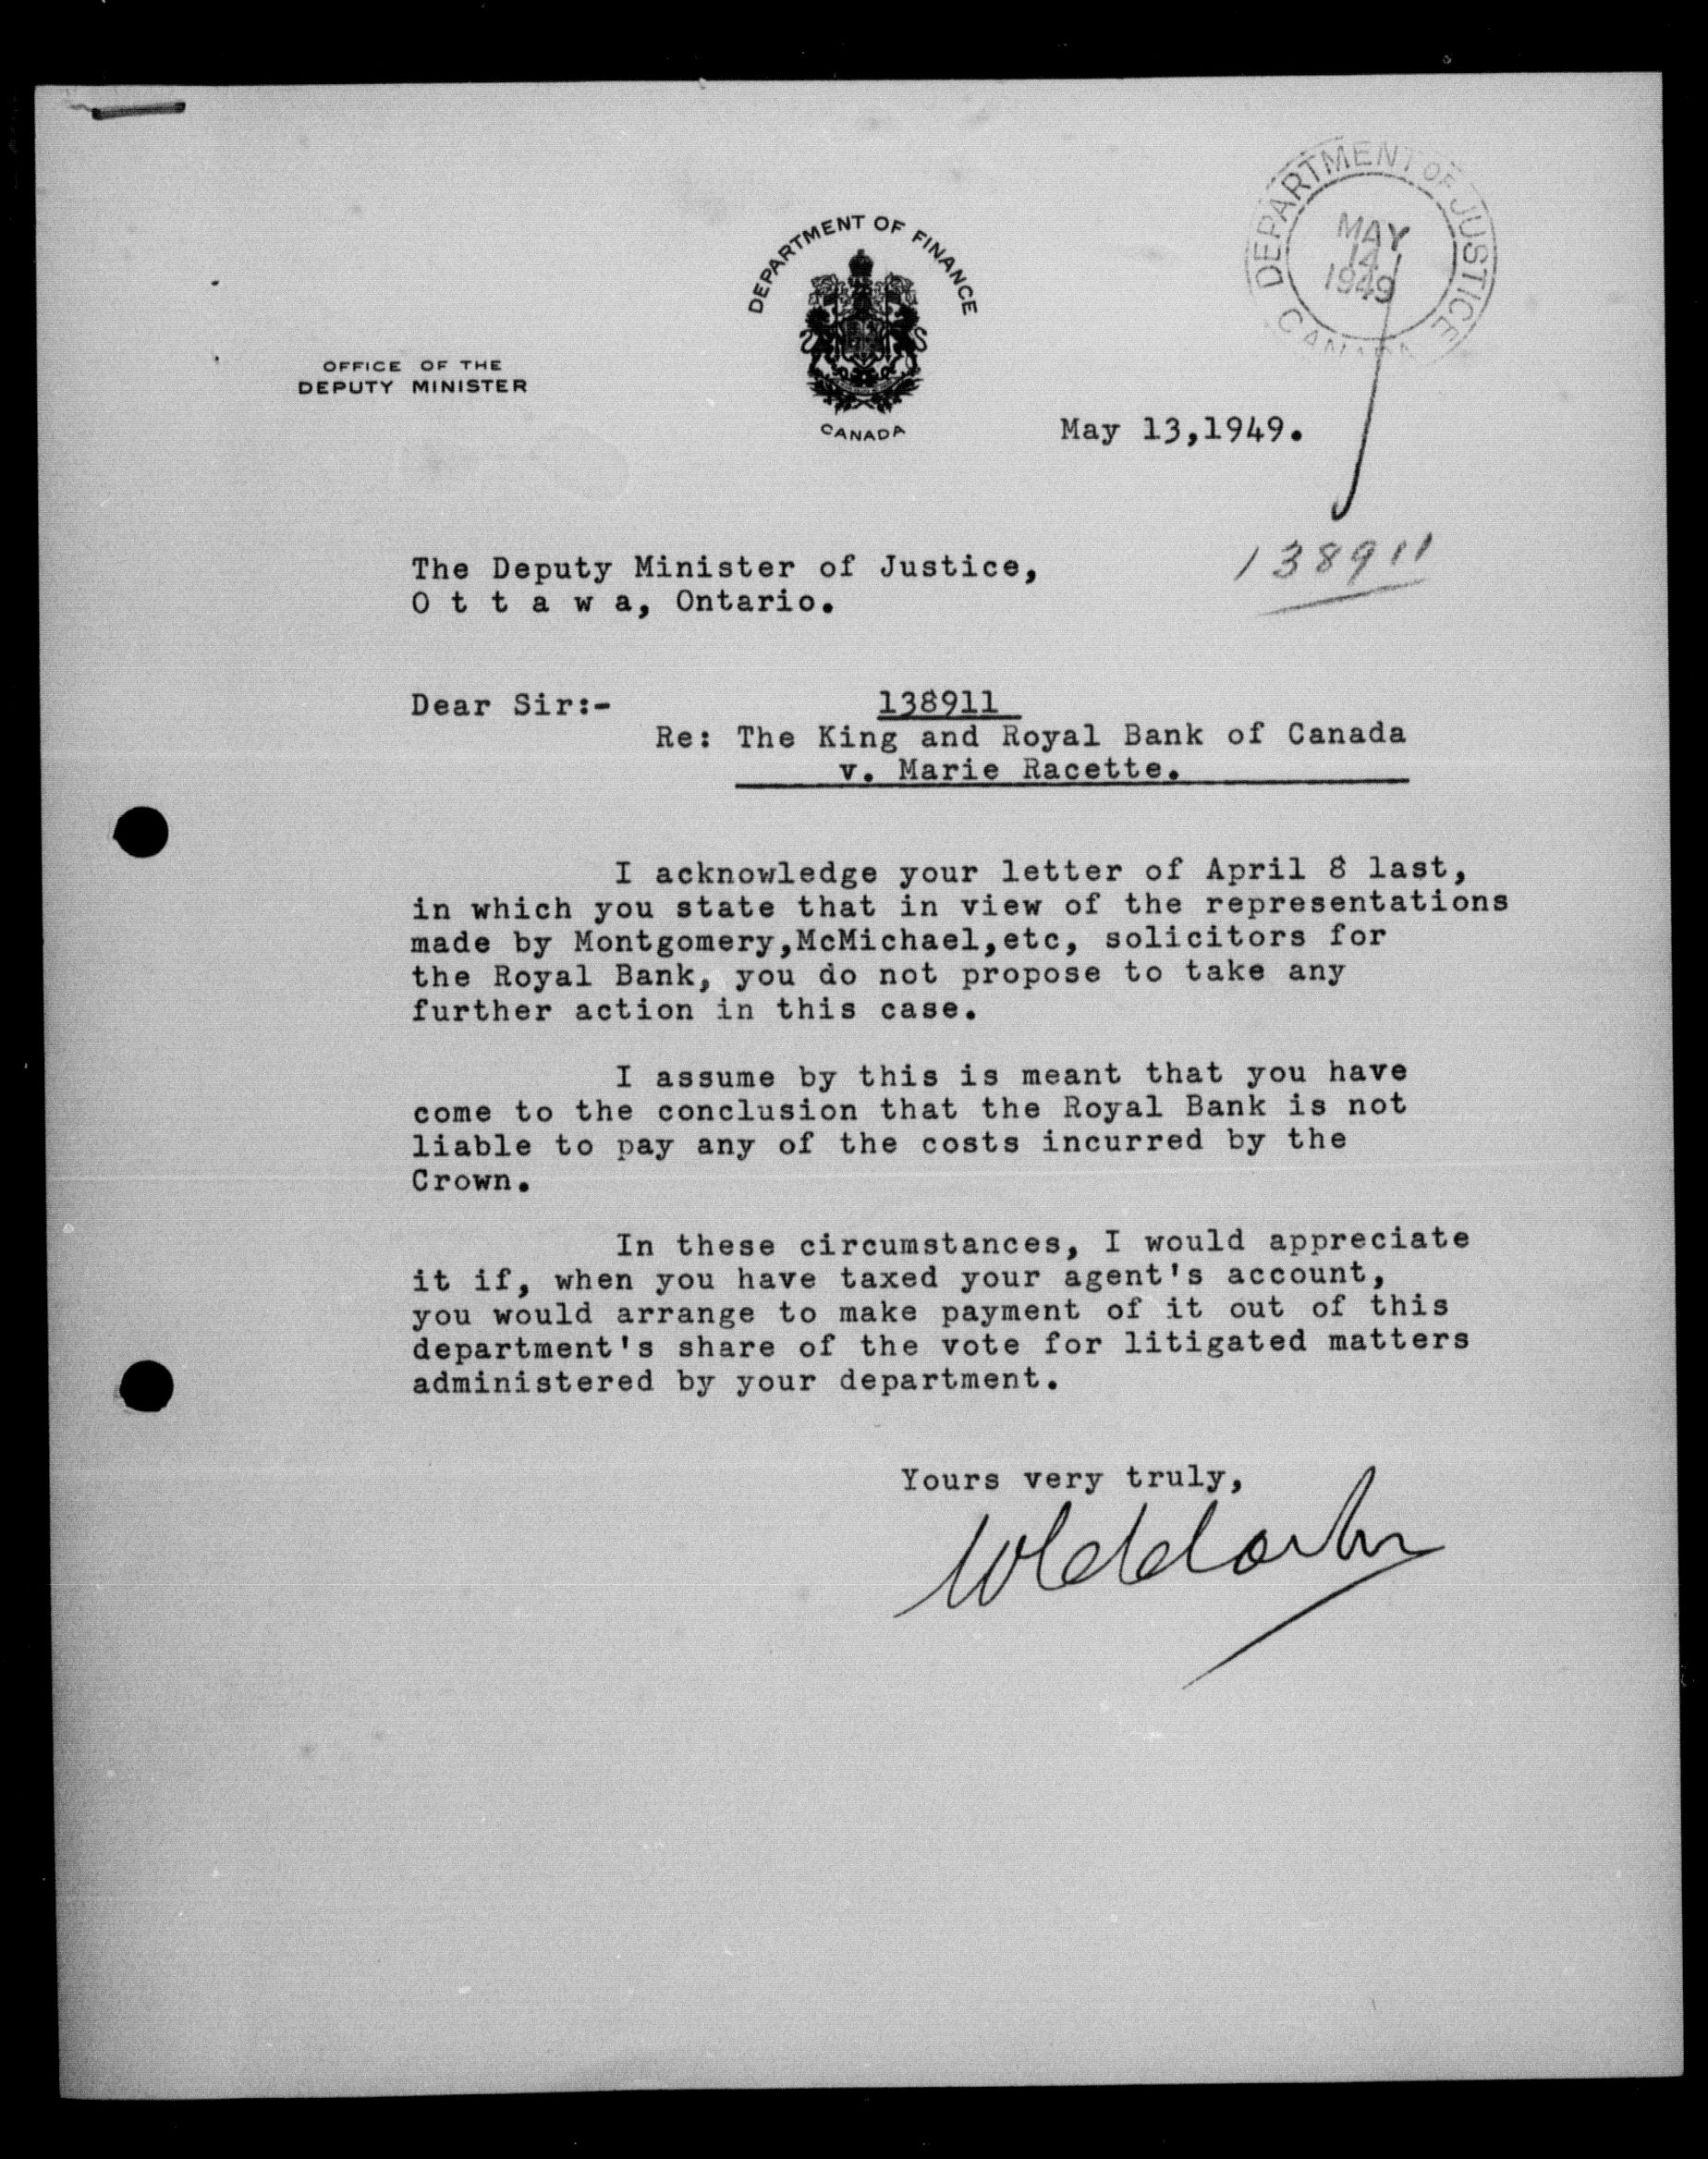 DEPARTMENT OF JUSTICE
MAY
14
1949
CANADA
DEPARTMENT OF FINANCE
CANADA
OFFICE OF THE
DEPUTY MINISTER
May 13,1949.
138911
The Deputy Minister of Justice,
O t t a w a, Ontario.
Dear Sir:-
138911
Re: The King and Royal Bank of Canada
v. Marie Racette.
I acknowledge your letter of April 8 last,
in which you state that in view of the representations
made by Montgomery,McMichael,etc, solicitors for
the Royal Bank, you do not propose to take any
further action in this case.
I assume by this is meant that you have
come to the conclusion that the Royal Bank is not
liable to pay any of the costs incurred by the
Crown.
In these circumstances, I would appreciate
it if, when you have taxed your agent's account,
you would arrange to make payment of it out of this
department's share of the vote for litigated matters
administered by your department.
Yours very truly,